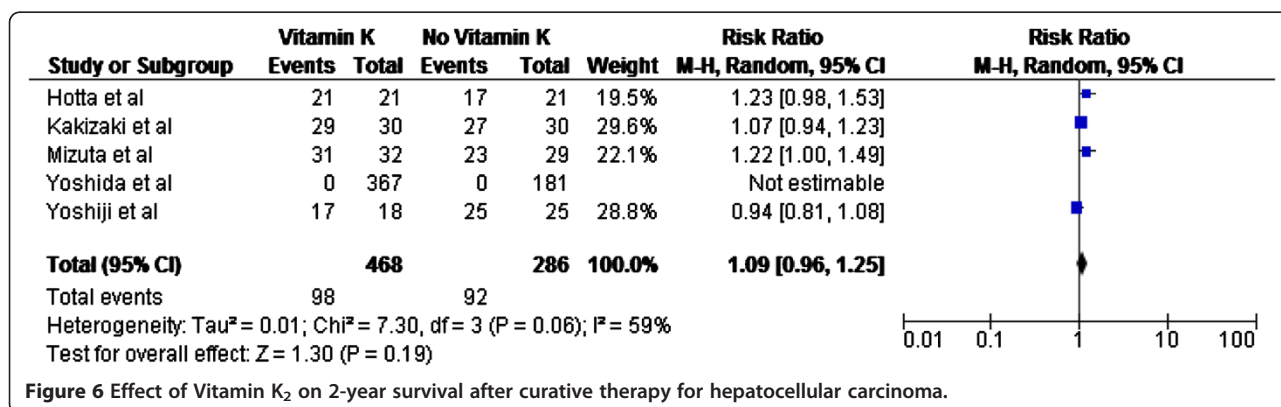 Vitamin K No Vitamin K Risk Ratio Risk Ratio
Study or Subgroup Events Total Events Total Weight M-H, Random, 95% CI M-H, Random, 95% CI
Hotta et al 21 21 17 21 19.5% 1.23 [0.98, 1.53]
Kakizaki et al 29 30 27 30 29.6% 1.07 [0.94, 1.23]
Mizuta et al 31 32 23 29 22.1% 1.22 [1.00, 1.49]
Yoshida et al 0 367 0 181 Not estimable
Yoshiji et al 17 18 25 25 28.8% 0.94 [0.81, 1.08]
Total (95% CI) 468 286 100.0% 1.09 [0.96, 1.25]
Total events 98 92
Heterogeneity: Tau² = 0.01; Chi² = 7.30, df = 3 (P = 0.06); I² = 59%
Test for overall effect: Z = 1.30 (P = 0.19)
0.01 0.1 1 10 100
Figure 6 Effect of Vitamin K₂ on 2-year survival after curative therapy for hepatocellular carcinoma.